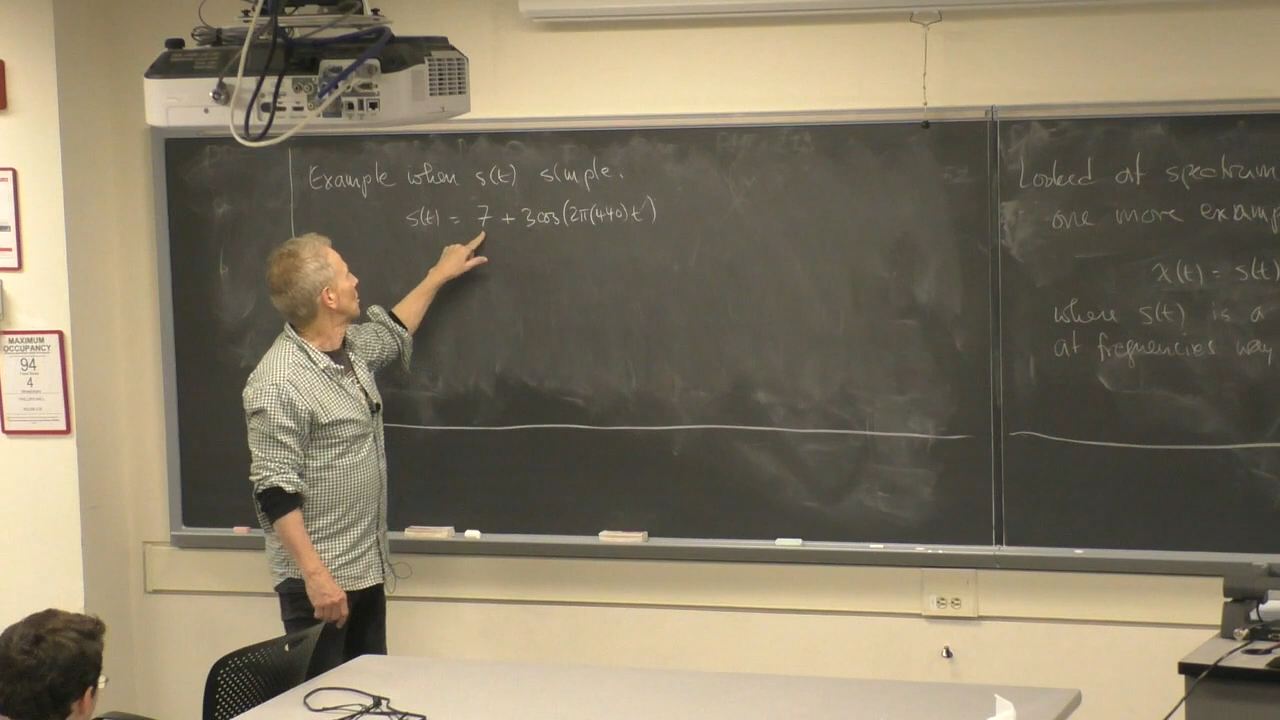 MAXIMUM
OCCUPANCY
94
4
Example when s(t) simple.
s(t) = 7 + 3cos(2π(440)t)
Looked at spectrum
one more examp
x(t) = s(t)
where s(t) is a
at frequencies way